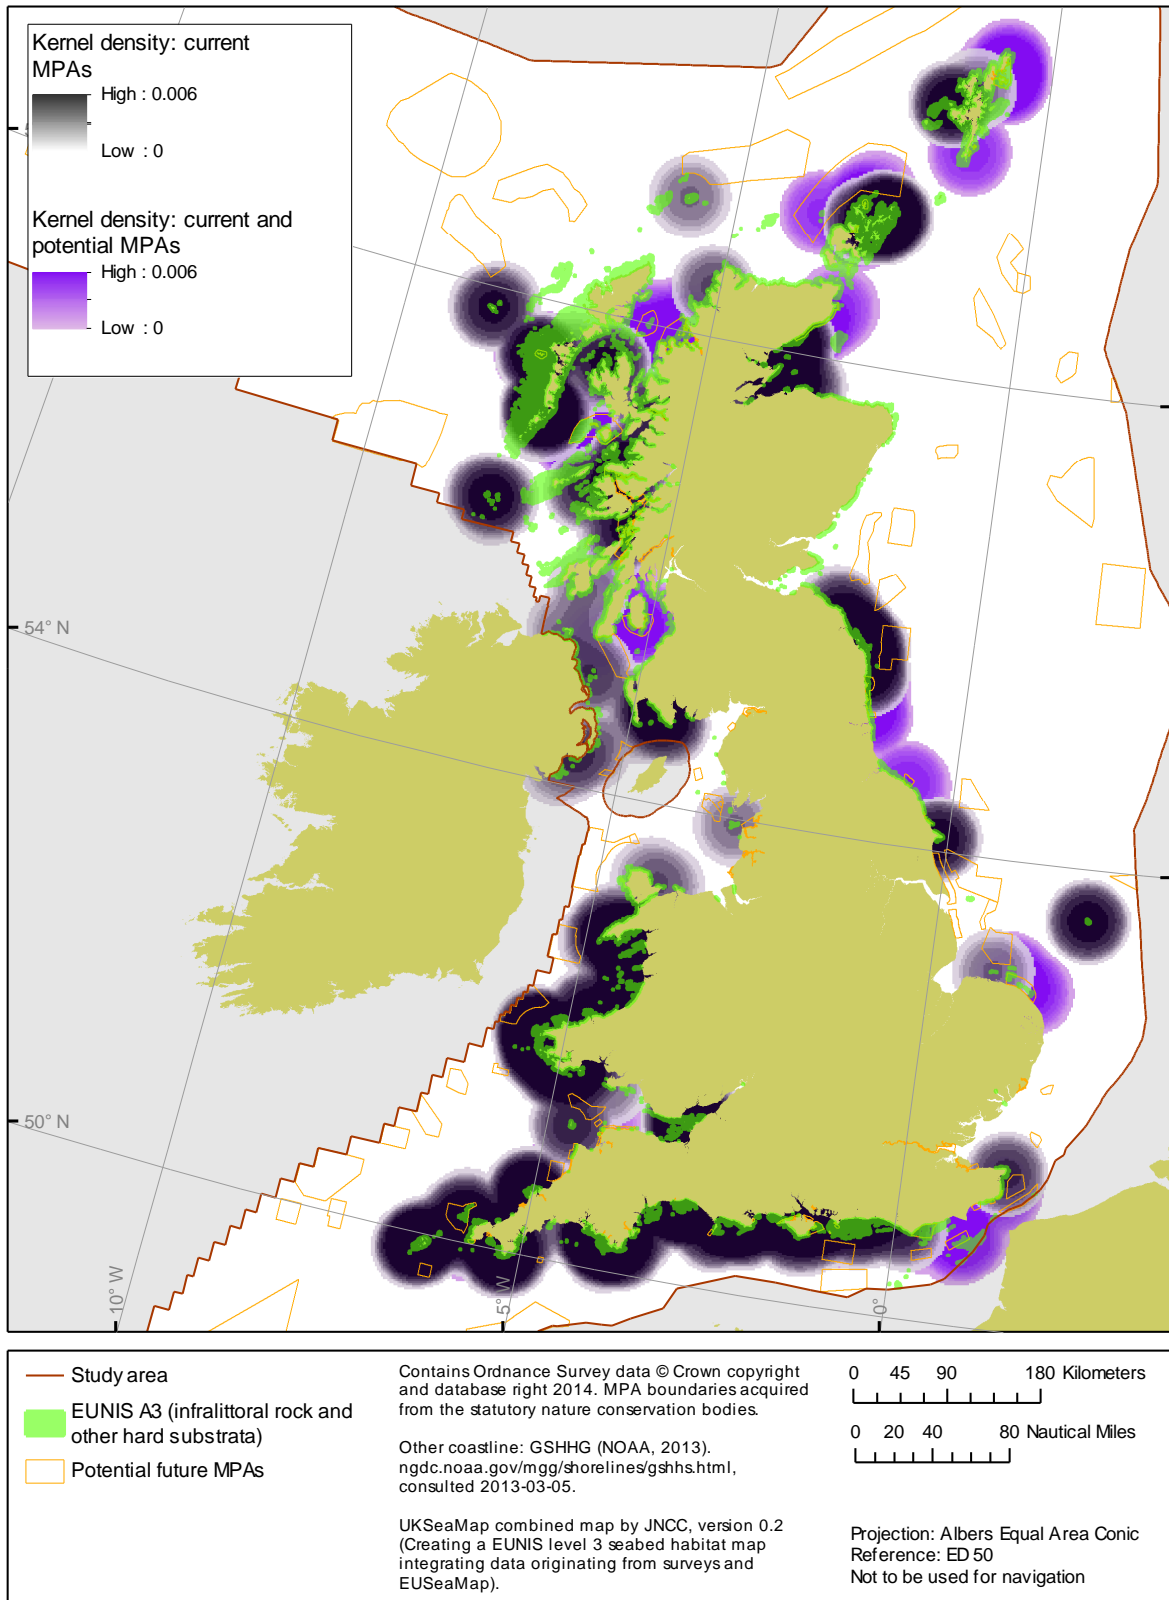 Kernel density: current
MPAs
High : 0.006
Low : 0
Kernel density: current and
potential MPAs
High : 0.006
Low : 0
54° N
50° N
10° W
5° W
0°
Study area
EUNIS A3 (infralittoral rock and
other hard substrata)
Potential future MPAs
Contains Ordnance Survey data © Crown copyright
and database right 2014. MPA boundaries acquired
from the statutory nature conservation bodies.
Other coastline: GSHHG (NOAA, 2013).
ngdc.noaa.gov/mgg/shorelines/gshhs.html,
consulted 2013-03-05.
UKSeaMap combined map by JNCC, version 0.2
(Creating a EUNIS level 3 seabed habitat map
integrating data originating from surveys and
EUSeaMap).
0 45 90 180 Kilometers
0 20 40 80 Nautical Miles
Projection: Albers Equal Area Conic
Reference: ED50
Not to be used for navigation